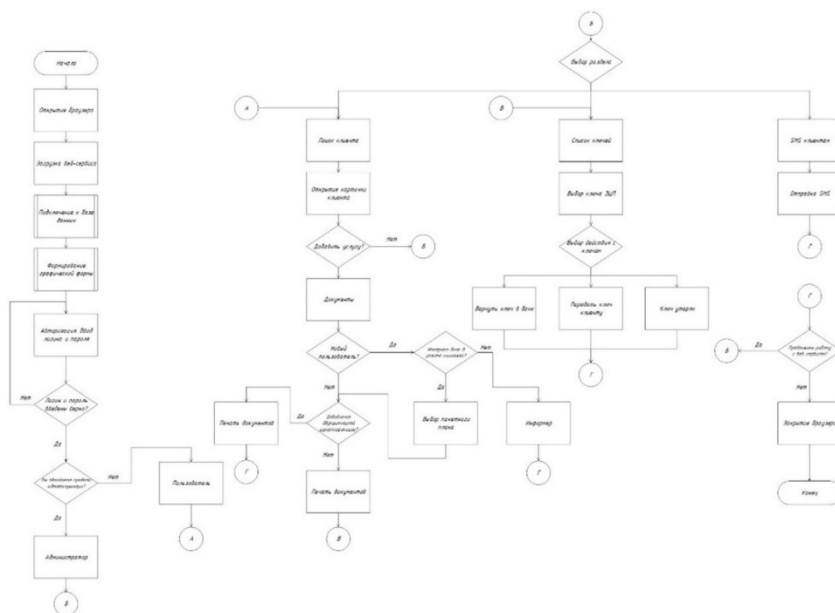 Начало
Открытие браузера
Загрузка веб-сервиса
Подключение к базе
данных
Формирование
графической формы
Авторизация Ввод
логина и пароля
Нет
Логин и пароль
введены верно?
Да
Нет
Да
Администратор
Б
Пользователь
А
Б
Выбор раздела
А
Поиск клиента
Открытие карточки
клиента
Добавить услугу?
Нет
Б
Документы
Новый
пользователь?
Да
Нет
Нет
Да
Выбор пакетного
плана
Информер
Г
Добавление
Да
Печать документов
Г
Нет
Печать документов
В
В
Список ключей
Выбор ключа ЭЦП
Выбор действия с
ключем
Вернуть ключ в банк
Передать ключ
клиенту
Ключ утерян
Г
SMS клиентам
Отправка SMS
Г
Г
Продолжить работу
с веб-сервисом?
Да
Б
Нет
Закрытие браузера
Конец